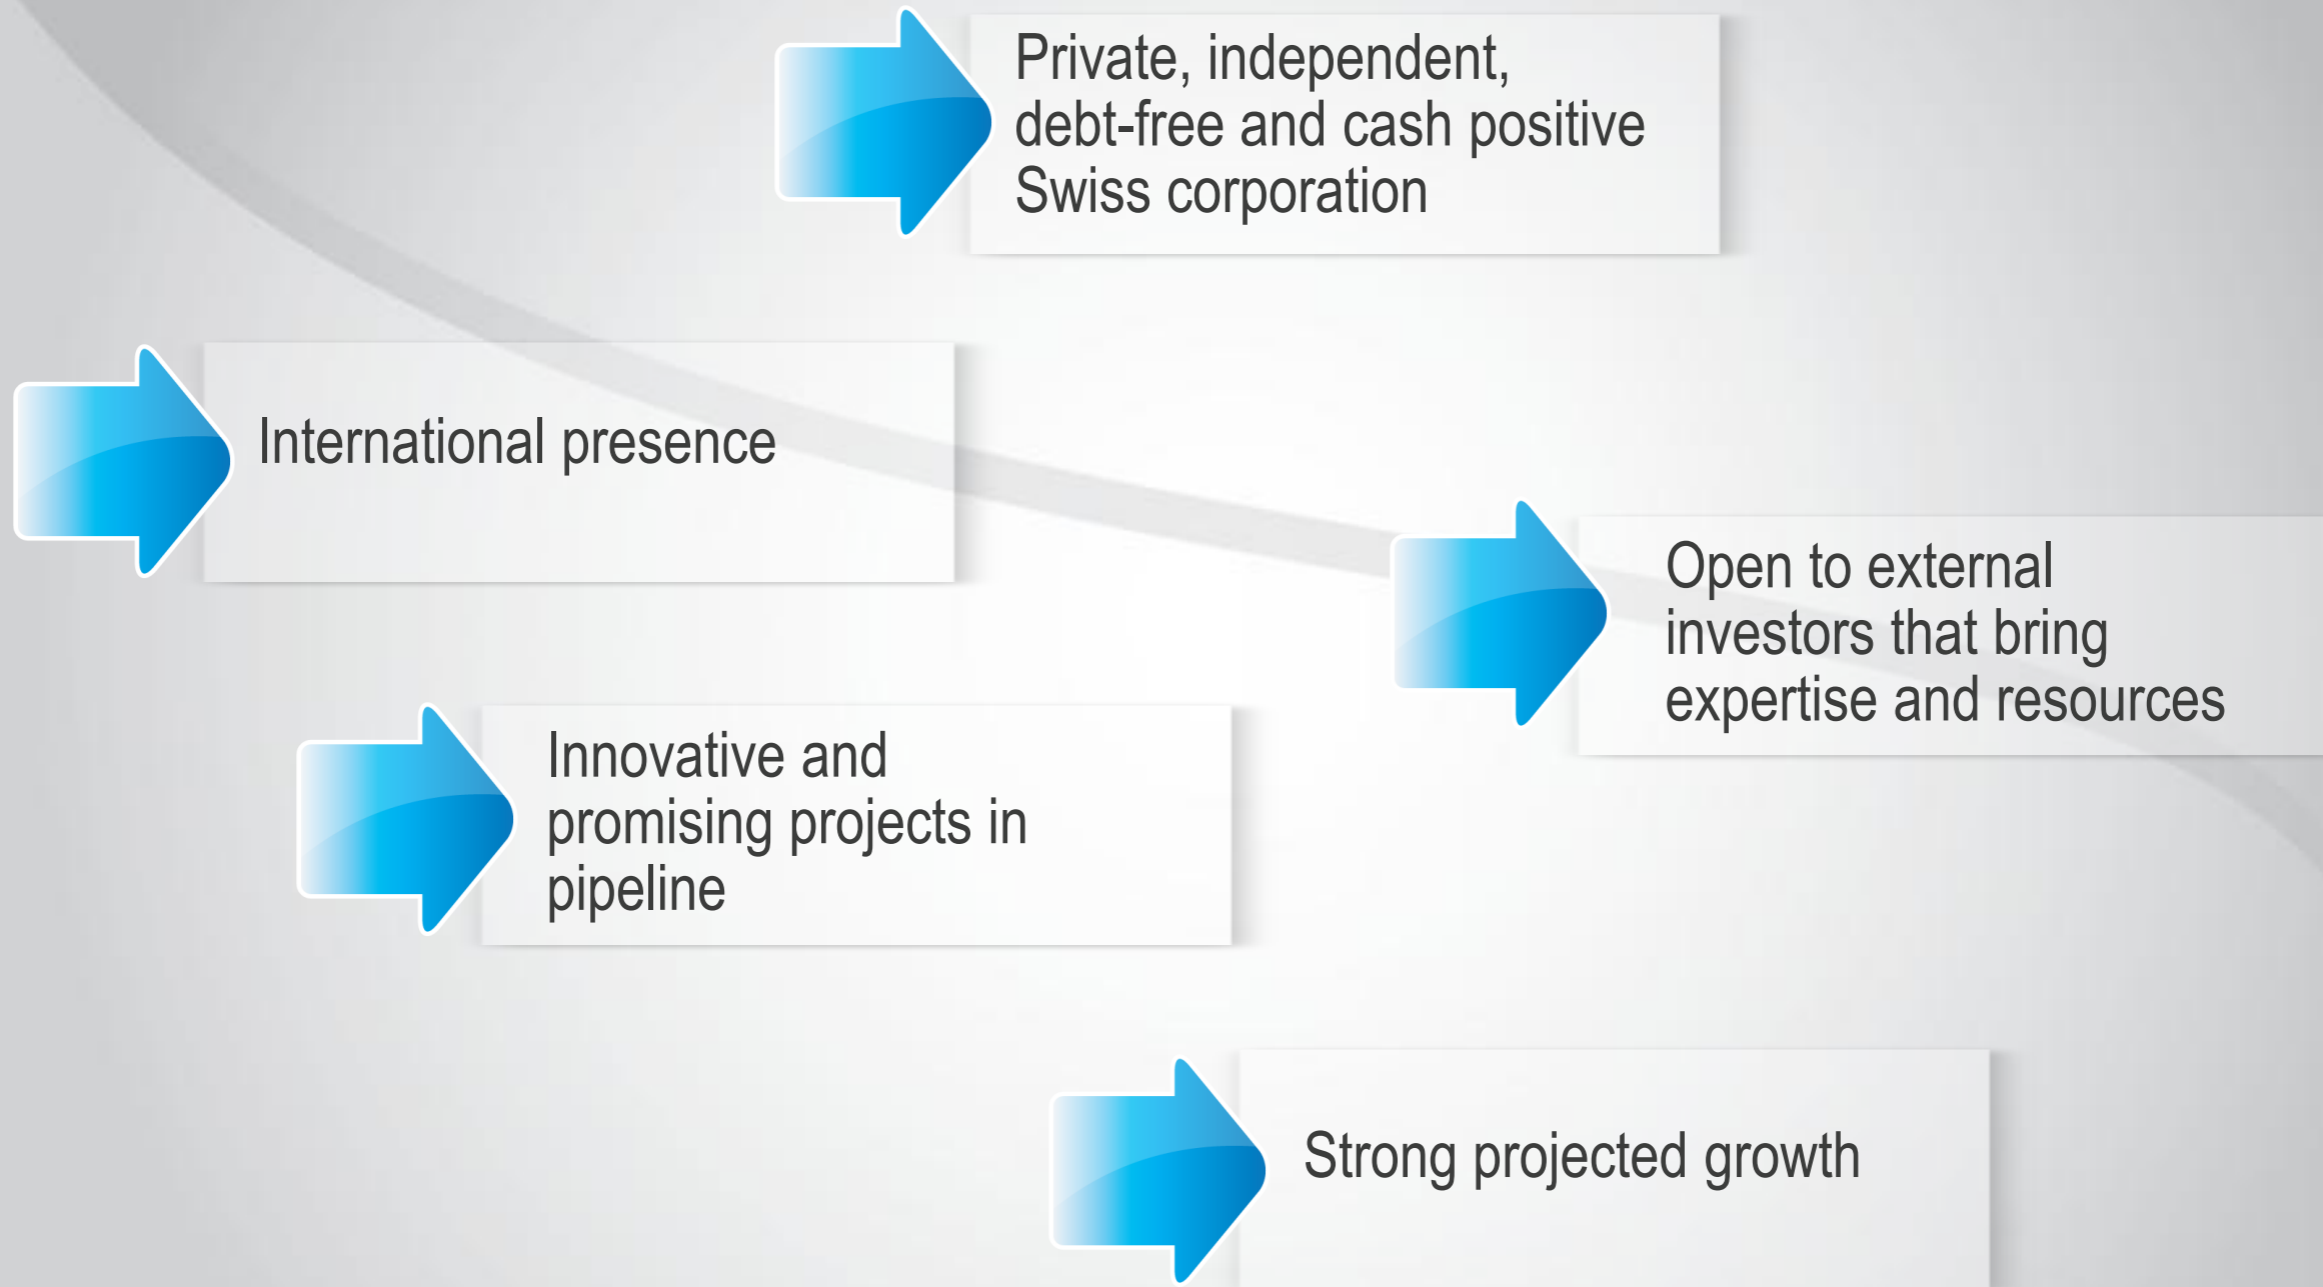 Private, independent,
debt-free and cash positive
Swiss corporation
International presence
Open to external
investors that bring
expertise and resources
Innovative and
promising projects in
pipeline
Strong projected growth